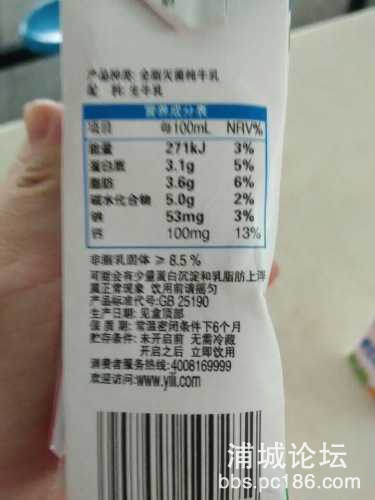 产品种类: 全脂灭菌纯牛乳
配 料: 生牛乳
营养成分表
项目 每100mL NRV%
能量 271kJ 3%
蛋白质 3.1g 5%
脂肪 3.6g 6%
碳水化合物 5.0g 2%
钠 53mg 3%
钙 100mg 13%
非脂乳固体 ≥ 8.5 %
可能会有少量蛋白沉淀和乳脂肪上浮
属正常现象 饮用前请摇匀
产品标准代号:GB 25190
生产日期: 见盒顶部
保 质 期: 常温密闭条件下6个月
贮存条件: 未开启前 无需冷藏
开启之后 立即饮用
消费者服务热线:4008169999
欢迎访问:www.yili.com
浦城论坛
bbs.pc186.com